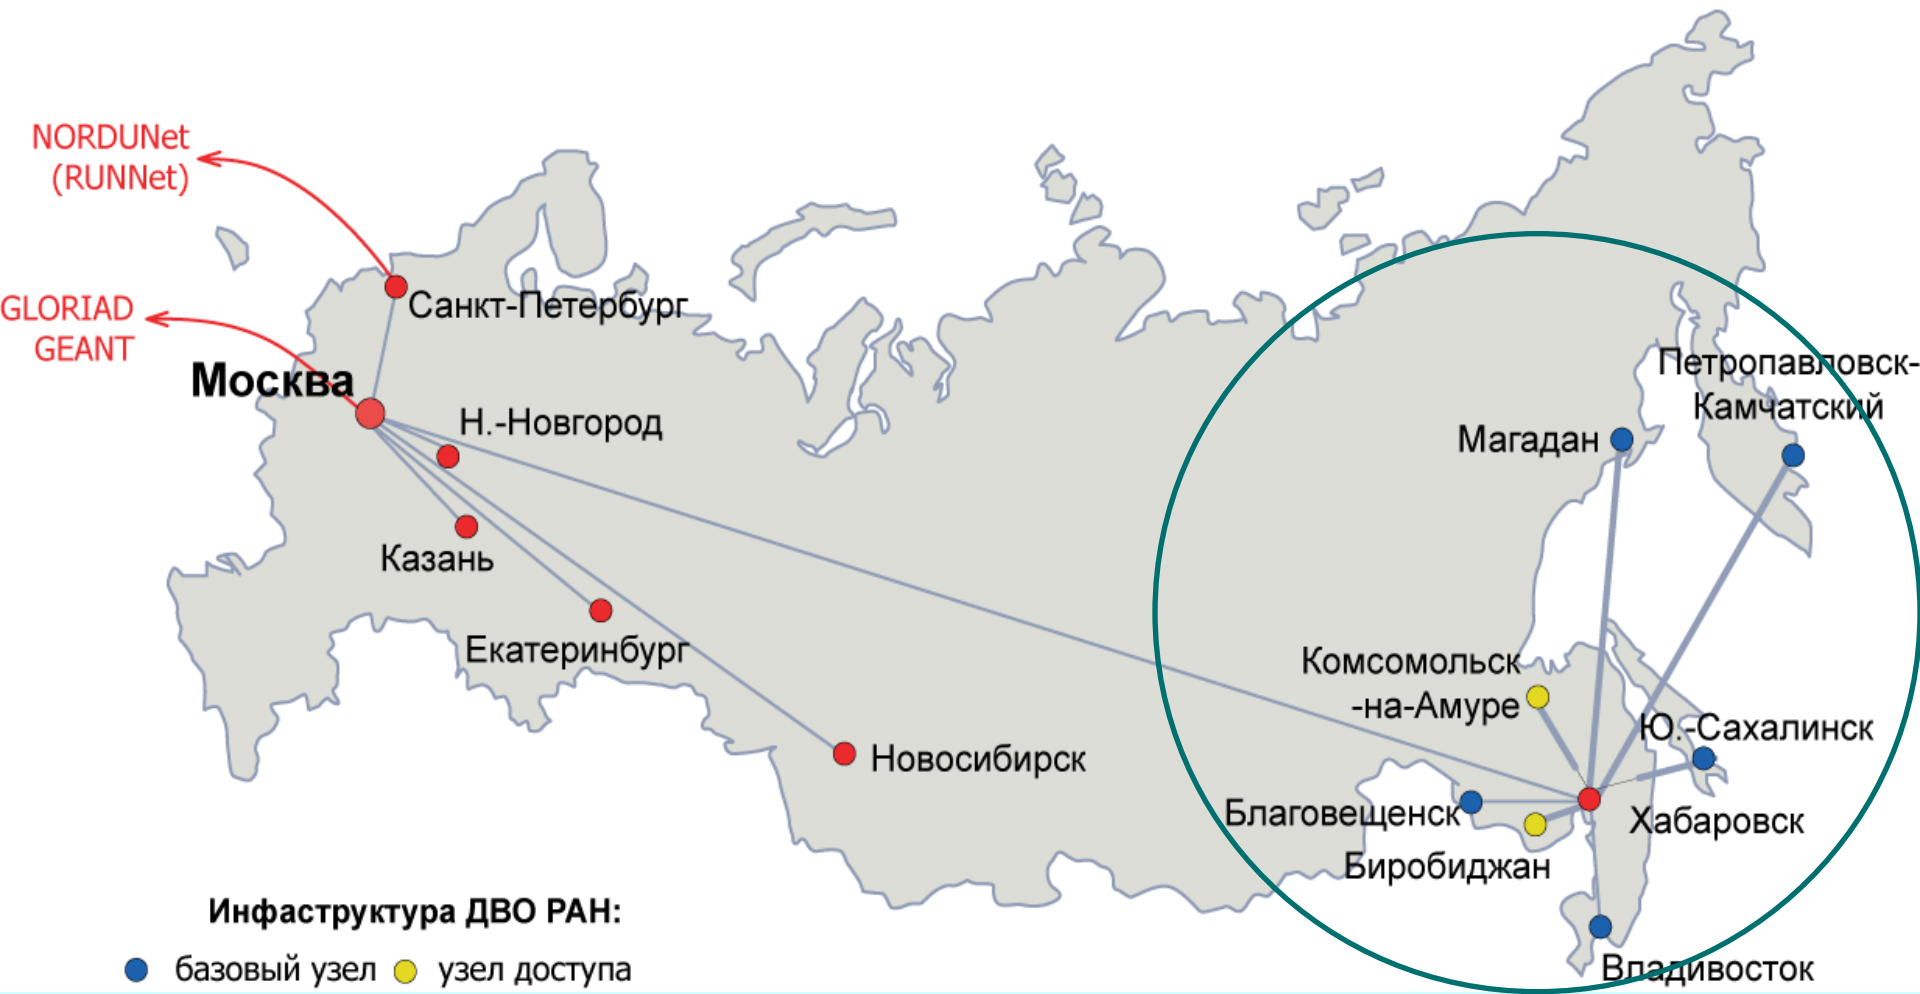 NORDUNet
(RUNNet)
Санкт-Петербург
GLORIAD
GEANT
Москва
Н.-Новгород
Петропавловск-
Камчатский
Магадан
Казань
Екатеринбург
Комсомольск
-на-Амуре
Ю.-Сахалинск
Новосибирск
Благовещенск
Хабаровск
Биробиджан
Владивосток
Инфаструктура ДВО РАН:
базовый узел узел доступа